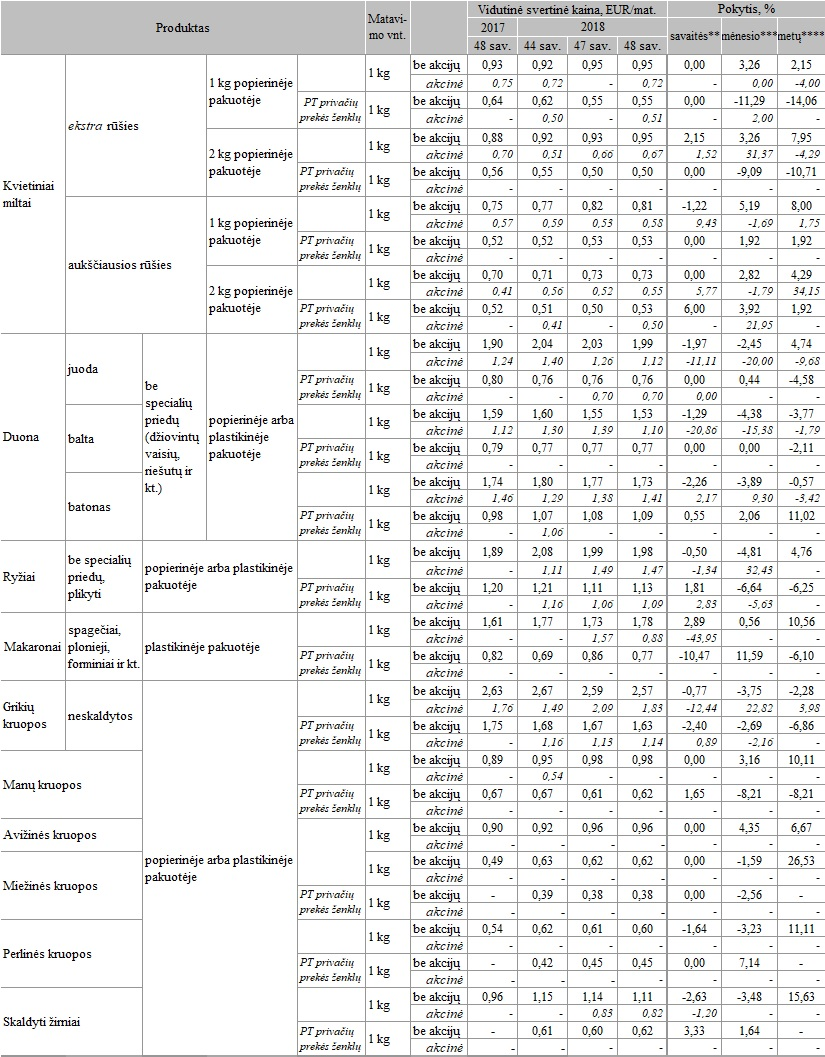 Produktas Matavi- Vidutinė svertinė kaina, EUR/mat. Pokytis, %
mo vnt. 2017 2018 savaitės** mėnesio*** metų****
48 sav. 44 sav. 47 sav. 48 sav.
Kvietiniai miltai ekstra rūšies 1 kg popierinėje pakuotėje 1 kg be akcijų 0,93 0,92 0,95 0,95 0,00 3,26 2,15
akcinė 0,75 0,72 - 0,72 - 0,00 -4,00
PT privačių prekės ženklų 1 kg be akcijų 0,64 0,62 0,55 0,55 0,00 -11,29 -14,06
akcinė - 0,50 - 0,51 - 2,00 -
2 kg popierinėje pakuotėje 1 kg be akcijų 0,88 0,92 0,93 0,95 2,15 3,26 7,95
akcinė 0,70 0,51 0,66 0,67 1,52 31,37 -4,29
PT privačių prekės ženklų 1 kg be akcijų 0,56 0,55 0,50 0,50 0,00 -9,09 -10,71
akcinė - - - - - - -
aukščiausios rūšies 1 kg popierinėje pakuotėje 1 kg be akcijų 0,75 0,77 0,82 0,81 -1,22 5,19 8,00
akcinė 0,57 0,59 0,53 0,58 9,43 -1,69 1,75
PT privačių prekės ženklų 1 kg be akcijų 0,52 0,52 0,53 0,53 0,00 1,92 1,92
akcinė - - - - - - -
2 kg popierinėje pakuotėje 1 kg be akcijų 0,70 0,71 0,73 0,73 0,00 2,82 4,29
akcinė 0,41 0,56 0,52 0,55 5,77 -1,79 34,15
PT privačių prekės ženklų 1 kg be akcijų 0,52 0,51 0,50 0,53 6,00 3,92 1,92
akcinė - 0,41 - 0,50 - 21,95 -
Duona juoda be specialių priedų (džiovintų vaisių, riešutų ir kt.) popierinėje arba plastikinėje pakuotėje 1 kg be akcijų 1,90 2,04 2,03 1,99 -1,97 -2,45 4,74
akcinė 1,24 1,40 1,26 1,12 -11,11 -20,00 -9,68
PT privačių prekės ženklų 1 kg be akcijų 0,80 0,76 0,76 0,76 0,00 0,44 -4,58
akcinė - - 0,70 0,70 0,00 - -
balta 1 kg be akcijų 1,59 1,60 1,55 1,53 -1,29 -4,38 -3,77
akcinė 1,12 1,30 1,39 1,10 -20,86 -15,38 -1,79
PT privačių prekės ženklų 1 kg be akcijų 0,79 0,77 0,77 0,77 0,00 0,00 -2,11
akcinė - - - - - - -
batonas 1 kg be akcijų 1,74 1,80 1,77 1,73 -2,26 -3,89 -0,57
akcinė 1,46 1,29 1,38 1,41 2,17 9,30 -3,42
PT privačių prekės ženklų 1 kg be akcijų 0,98 1,07 1,08 1,09 0,55 2,06 11,02
akcinė - 1,06 - - - - -
Ryžiai be specialių priedų, plikyti popierinėje arba plastikinėje pakuotėje 1 kg be akcijų 1,89 2,08 1,99 1,98 -0,50 -4,81 4,76
akcinė - 1,11 1,49 1,47 -1,34 32,43 -
PT privačių prekės ženklų 1 kg be akcijų 1,20 1,21 1,11 1,13 1,81 -6,64 -6,25
akcinė - 1,16 1,06 1,09 2,83 -5,63 -
Makaronai spagečiai, plonieji, forminiai ir kt. plastikinėje pakuotėje 1 kg be akcijų 1,61 1,77 1,73 1,78 2,89 0,56 10,56
akcinė - - 1,57 0,88 -43,95 - -
PT privačių prekės ženklų 1 kg be akcijų 0,82 0,69 0,86 0,77 -10,47 11,59 -6,10
akcinė - - - - - - -
Grikių kruopos neskaldytos popierinėje arba plastikinėje pakuotėje 1 kg be akcijų 2,63 2,67 2,59 2,57 -0,77 -3,75 -2,28
akcinė 1,76 1,49 2,09 1,83 -12,44 22,82 3,98
PT privačių prekės ženklų 1 kg be akcijų 1,75 1,68 1,67 1,63 -2,40 -2,69 -6,86
akcinė - 1,16 1,13 1,14 0,89 -2,16 -
Manų kruopos 1 kg be akcijų 0,89 0,95 0,98 0,98 0,00 3,16 10,11
akcinė - 0,54 - - - - -
PT privačių prekės ženklų 1 kg be akcijų 0,67 0,67 0,61 0,62 1,65 -8,21 -8,21
akcinė - - - - - - -
Avižinės kruopos 1 kg be akcijų 0,90 0,92 0,96 0,96 0,00 4,35 6,67
akcinė - - - - - - -
Miežinės kruopos 1 kg be akcijų 0,49 0,63 0,62 0,62 0,00 -1,59 26,53
akcinė - - - - - - -
PT privačių prekės ženklų 1 kg be akcijų - 0,39 0,38 0,38 0,00 -2,56 -
akcinė - - - - - - -
Perlinės kruopos 1 kg be akcijų 0,54 0,62 0,61 0,60 -1,64 -3,23 11,11
akcinė - - - - - - -
PT privačių prekės ženklų 1 kg be akcijų - 0,42 0,45 0,45 0,00 7,14 -
akcinė - - - - - - -
Skaldyti žirniai 1 kg be akcijų 0,96 1,15 1,14 1,11 -2,63 -3,48 15,63
akcinė - - 0,83 0,82 -1,20 - -
PT privačių prekės ženklų 1 kg be akcijų - 0,61 0,60 0,62 3,33 1,64 -
akcinė - - - - - - -